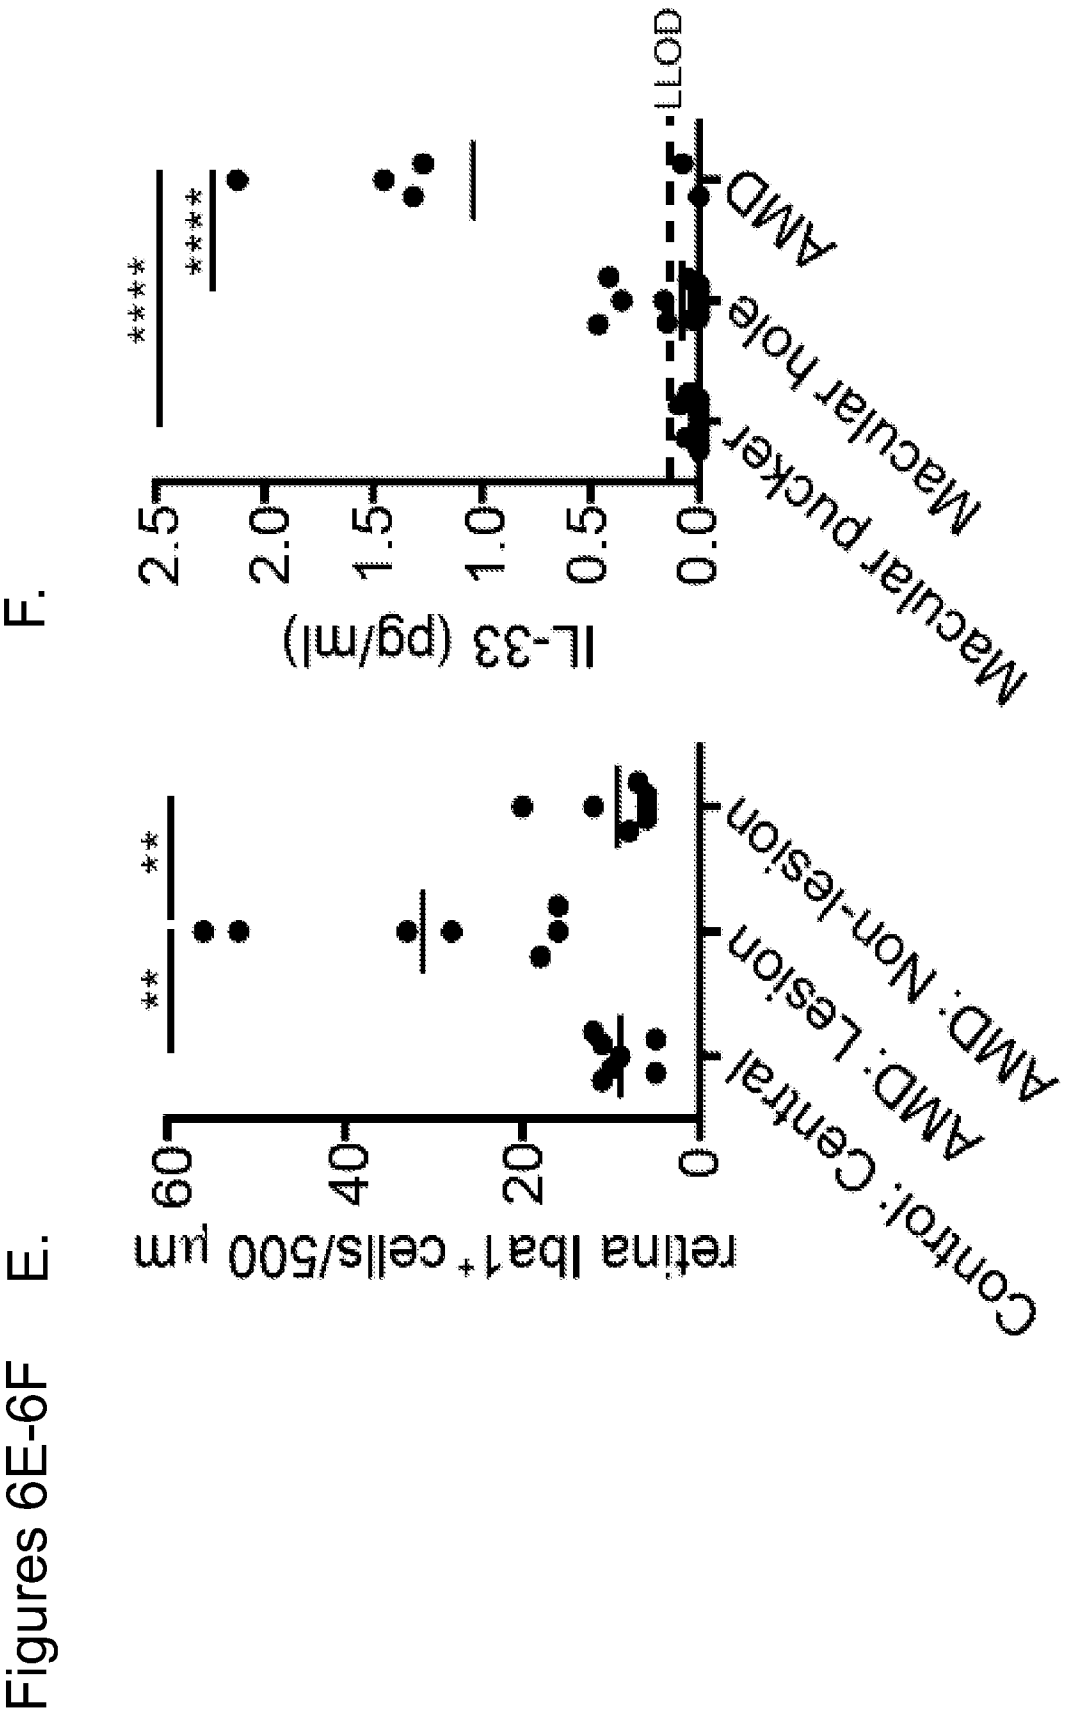 Figures 6E-6F
E.
retina Iba1⁺ cells/500 µm
60
40
20
0
**
**
Control: Central
AMD: Lesion
AMD: Non-lesion
F.
IL-33 (pg/ml)
2.5
2.0
1.5
1.0
0.5
0.0
****
****
LLOD
Macular pucker
Macular hole
AMD